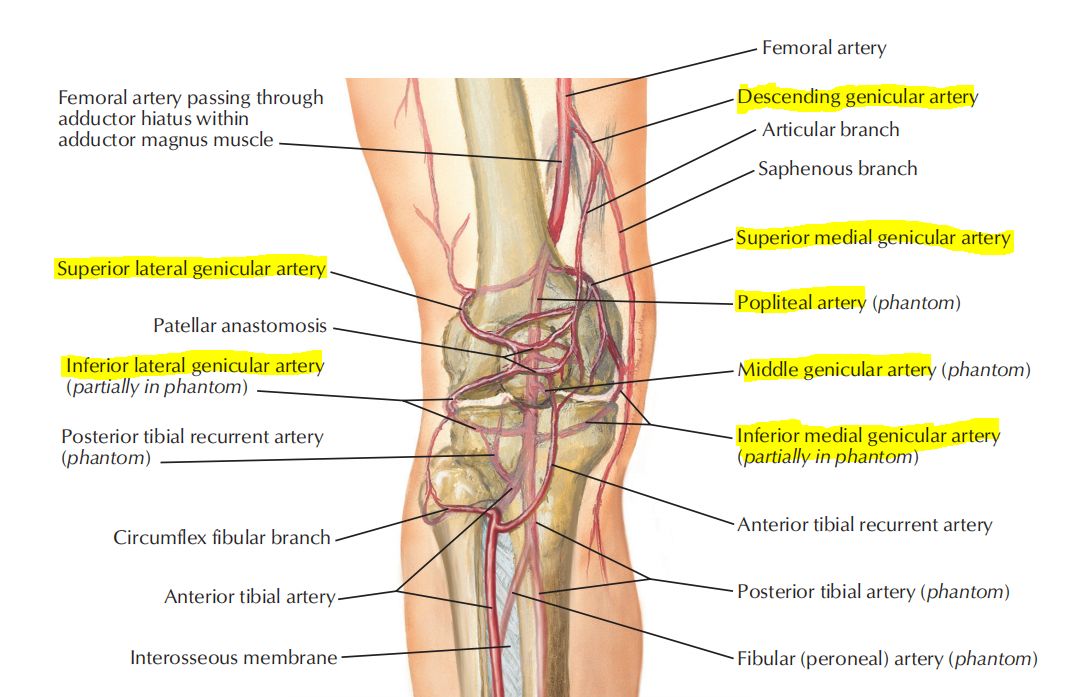 Femoral artery
Descending genicular artery
Articular branch
Saphenous branch
Superior medial genicular artery
Popliteal artery (phantom)
Middle genicular artery (phantom)
Inferior medial genicular artery
(partially in phantom)
Anterior tibial recurrent artery
Posterior tibial artery (phantom)
Fibular (peroneal) artery (phantom)
Femoral artery passing through
adductor hiatus within
adductor magnus muscle
Superior lateral genicular artery
Patellar anastomosis
Inferior lateral genicular artery
(partially in phantom)
Posterior tibial recurrent artery
(phantom)
Circumflex fibular branch
Anterior tibial artery
Interosseous membrane